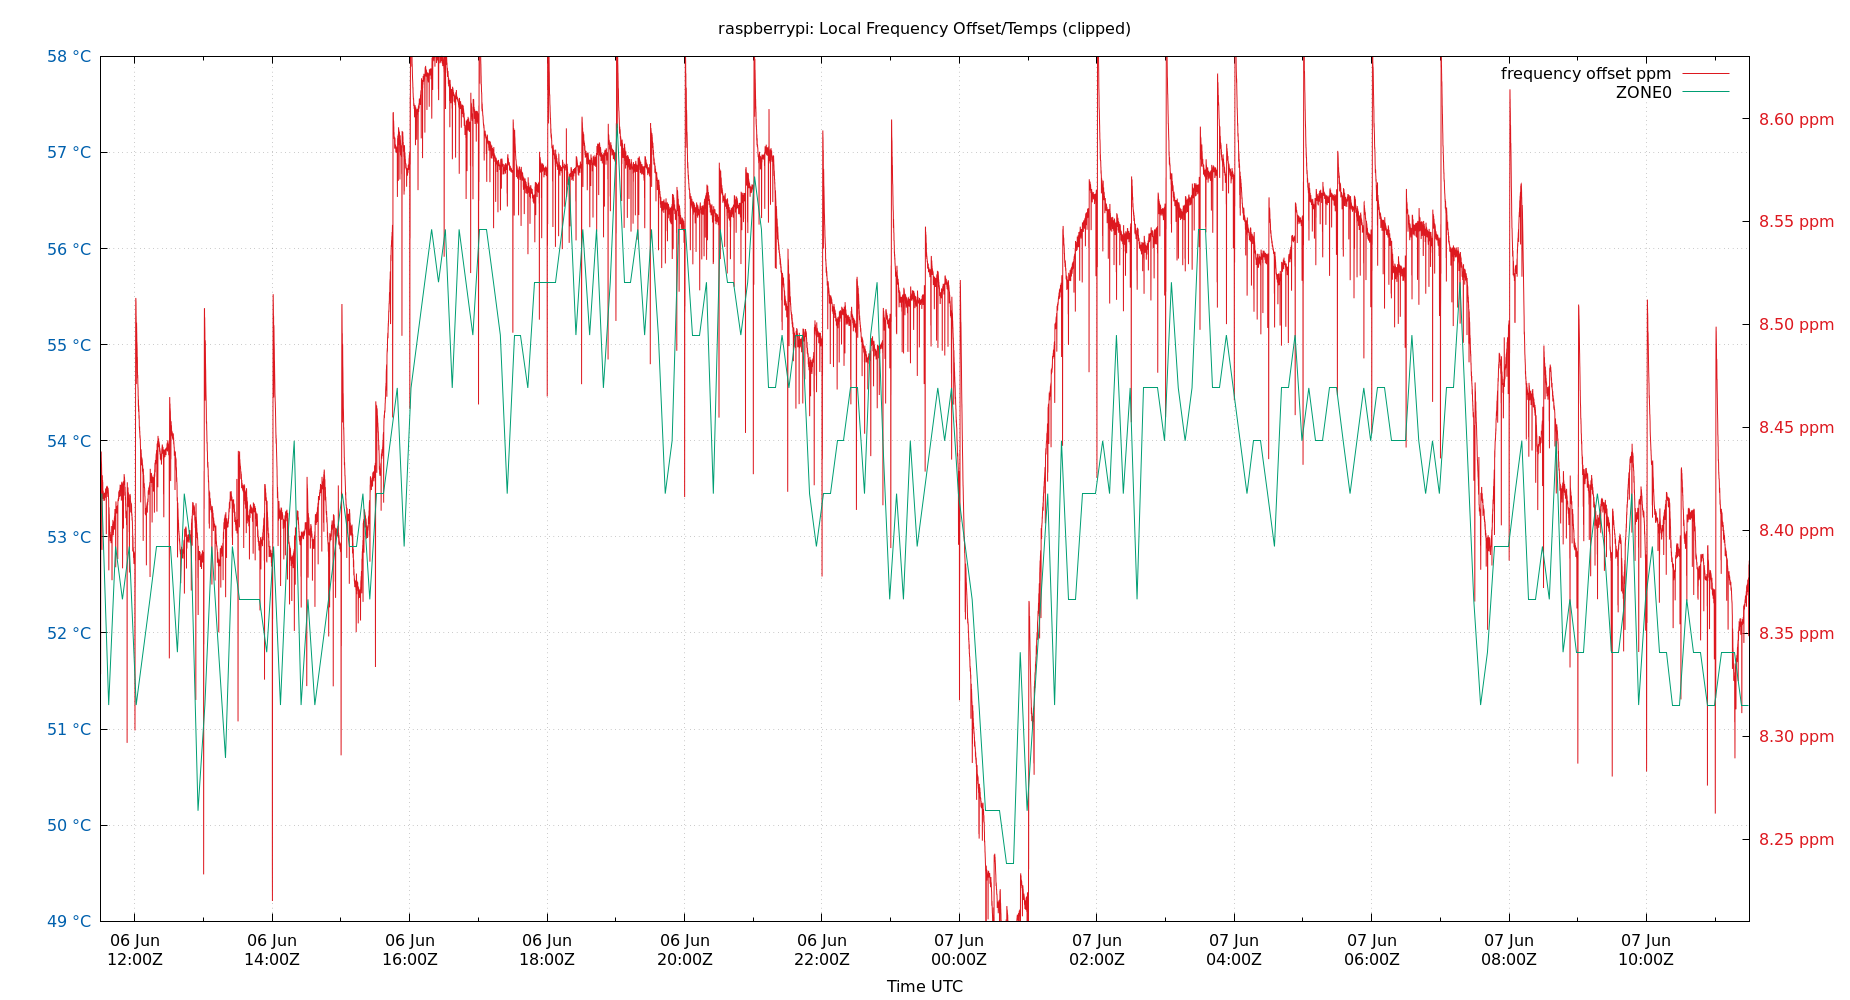 raspberrypi: Local Frequency Offset/Temps (clipped)
58 °C
57 °C
56 °C
55 °C
54 °C
53 °C
52 °C
51 °C
50 °C
49 °C
frequency offset ppm
ZONE0
8.60 ppm
8.55 ppm
8.50 ppm
8.45 ppm
8.40 ppm
8.35 ppm
8.30 ppm
8.25 ppm
06 Jun
12:00Z
06 Jun
14:00Z
06 Jun
16:00Z
06 Jun
18:00Z
06 Jun
20:00Z
06 Jun
22:00Z
07 Jun
00:00Z
07 Jun
02:00Z
07 Jun
04:00Z
07 Jun
06:00Z
07 Jun
08:00Z
07 Jun
10:00Z
Time UTC